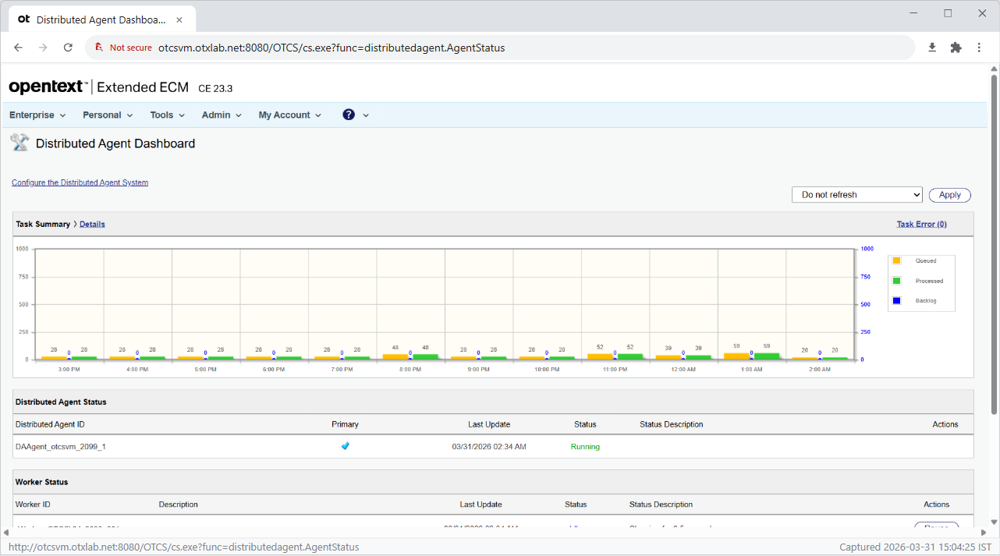 ot Distributed Agent Dashboa...
Not secure otcsvm.otxlab.net:8080/OTCS/cs.exe?func=distributedagent.AgentStatus
opentext™ | Extended ECM CE 23.3
Enterprise Personal Tools Admin My Account ?
Distributed Agent Dashboard
Configure the Distributed Agent System
Do not refresh Apply
Task Summary > Details Task Error (0)
1000 1000
Queued
750 750
Processed
500 500
Backlog
250 250
28 0 28 28 0 28 28 0 28 28 0 28 28 0 28 48 0 48 28 0 28 28 0 28 52 0 52 39 0 39 59 0 59 20 0 20
0 0
3:00 PM 4:00 PM 5:00 PM 6:00 PM 7:00 PM 8:00 PM 9:00 PM 10:00 PM 11:00 PM 12:00 AM 1:00 AM 2:00 AM
Distributed Agent Status
Distributed Agent ID Primary Last Update Status Status Description Actions
DAAgent_otcsvm_2099_1 03/31/2026 02:34 AM Running
Worker Status
Worker ID Description Last Update Status Status Description Actions
http://otcsvm.otxlab.net:8080/OTCS/cs.exe?func=distributedagent.AgentStatus Captured 2026-03-31 15:04:25 IST